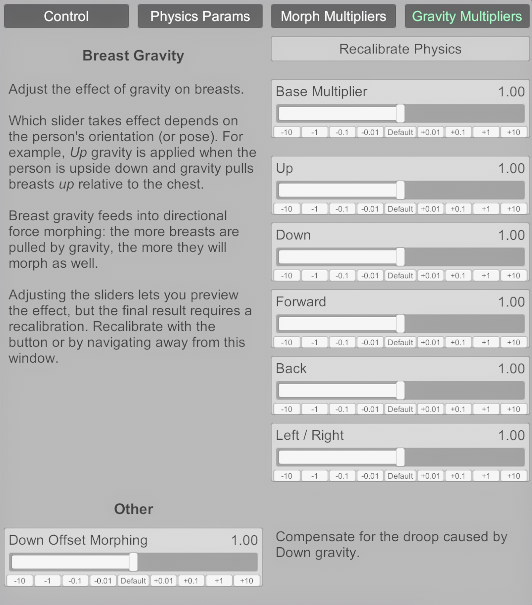 Control
Physics Params
Morph Multipliers
Gravity Multipliers
Breast Gravity
Adjust the effect of gravity on breasts.
Which slider takes effect depends on
the person's orientation (or pose). For
example, Up gravity is applied when the
person is upside down and gravity pulls
breasts up relative to the chest.
Breast gravity feeds into directional
force morphing: the more breasts are
pulled by gravity, the more they will
morph as well.
Adjusting the sliders lets you preview
the effect, but the final result requires a
recalibration. Recalibrate with the
button or by navigating away from this
window.
Recalibrate Physics
Base Multiplier 1.00
-10 -1 -0.1 -0.01 Default +0.01 +0.1 +1 +10
Up 1.00
-10 -1 -0.1 -0.01 Default +0.01 +0.1 +1 +10
Down 1.00
-10 -1 -0.1 -0.01 Default +0.01 +0.1 +1 +10
Forward 1.00
-10 -1 -0.1 -0.01 Default +0.01 +0.1 +1 +10
Back 1.00
-10 -1 -0.1 -0.01 Default +0.01 +0.1 +1 +10
Left / Right 1.00
-10 -1 -0.1 -0.01 Default +0.01 +0.1 +1 +10
Other
Down Offset Morphing 1.00
-10 -1 -0.1 -0.01 Default +0.01 +0.1 +1 +10
Compensate for the droop caused by
Down gravity.